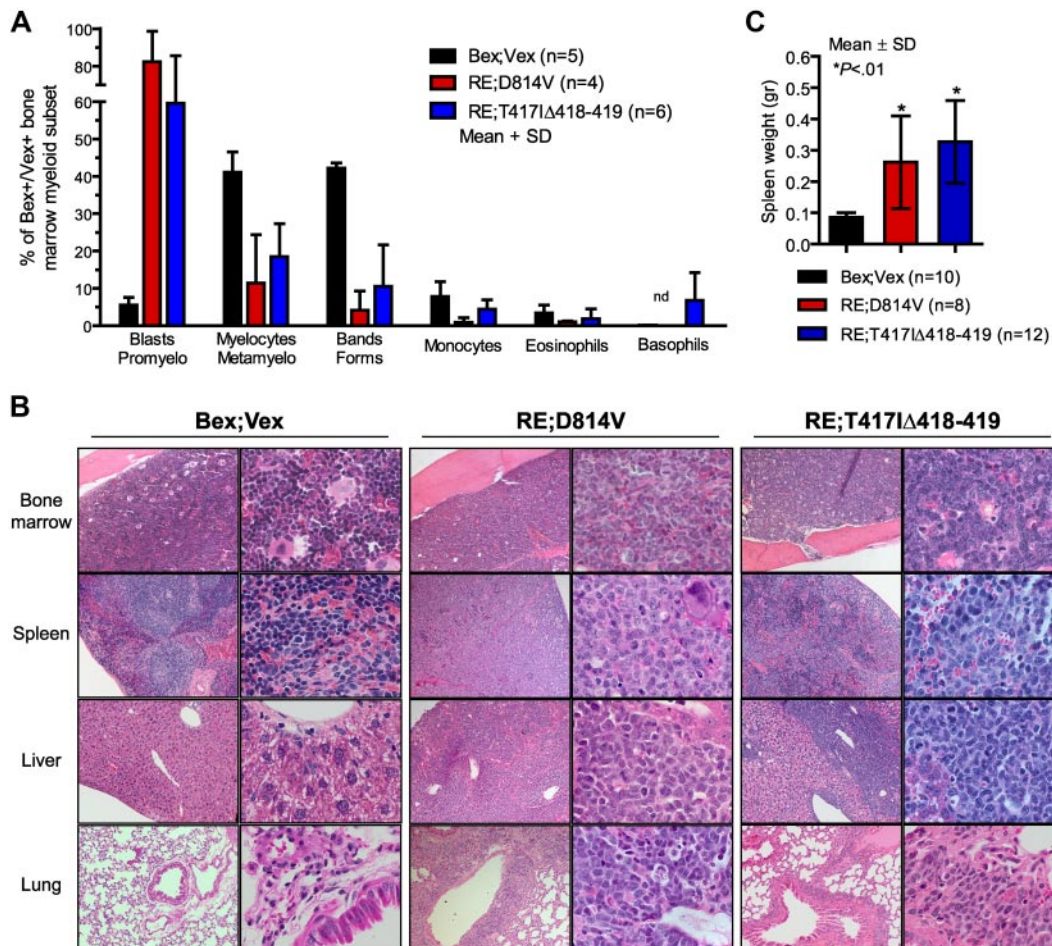 A
% of Bex+/Vex+ bone
marrow myeloid subset
100
80
60
40
30
20
10
0
Bex;Vex (n=5)
RE;D814V (n=4)
RE;T417IΔ418-419 (n=6)
Mean + SD
nd
Blasts
Promyelo
Myelocytes
Metamyelo
Bands
Forms
Monocytes
Eosinophils
Basophils
C
Mean ± SD
*P<.01
Spleen weight (gr)
0.6
0.5
0.4
0.3
0.2
0.1
0.0
*
*
Bex;Vex (n=10)
RE;D814V (n=8)
RE;T417IΔ418-419 (n=12)
B
Bex;Vex
RE;D814V
RE;T417IΔ418-419
Bone
marrow
Spleen
Liver
Lung